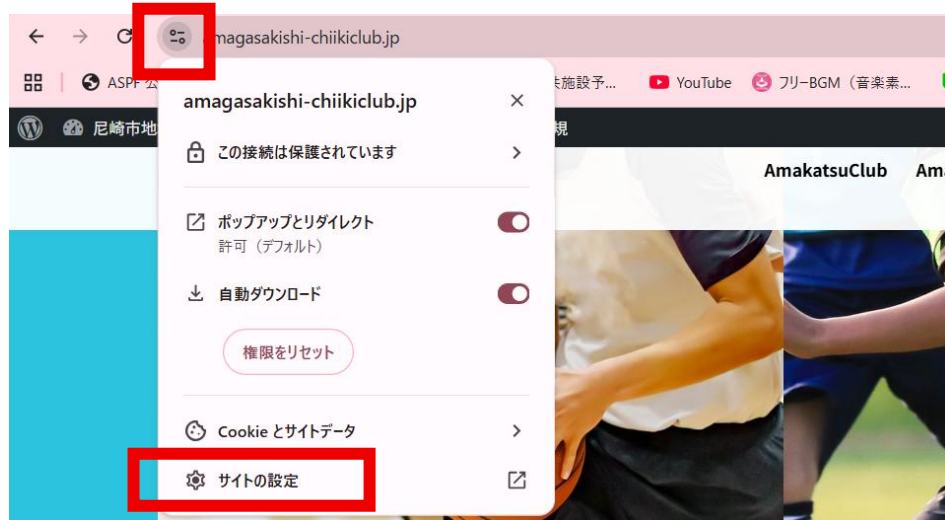 amagasakishi-chiikiclub.jp
ASPF 公
施設予...
YouTube
フリーBGM（音楽素...
amagasakishi-chiikiclub.jp
尼崎市地
規
この接続は保護されています
AmakatsuClub
Ama
ポップアップとリダイレクト
許可（デフォルト）
自動ダウンロード
権限をリセット
Cookie とサイトデータ
サイトの設定